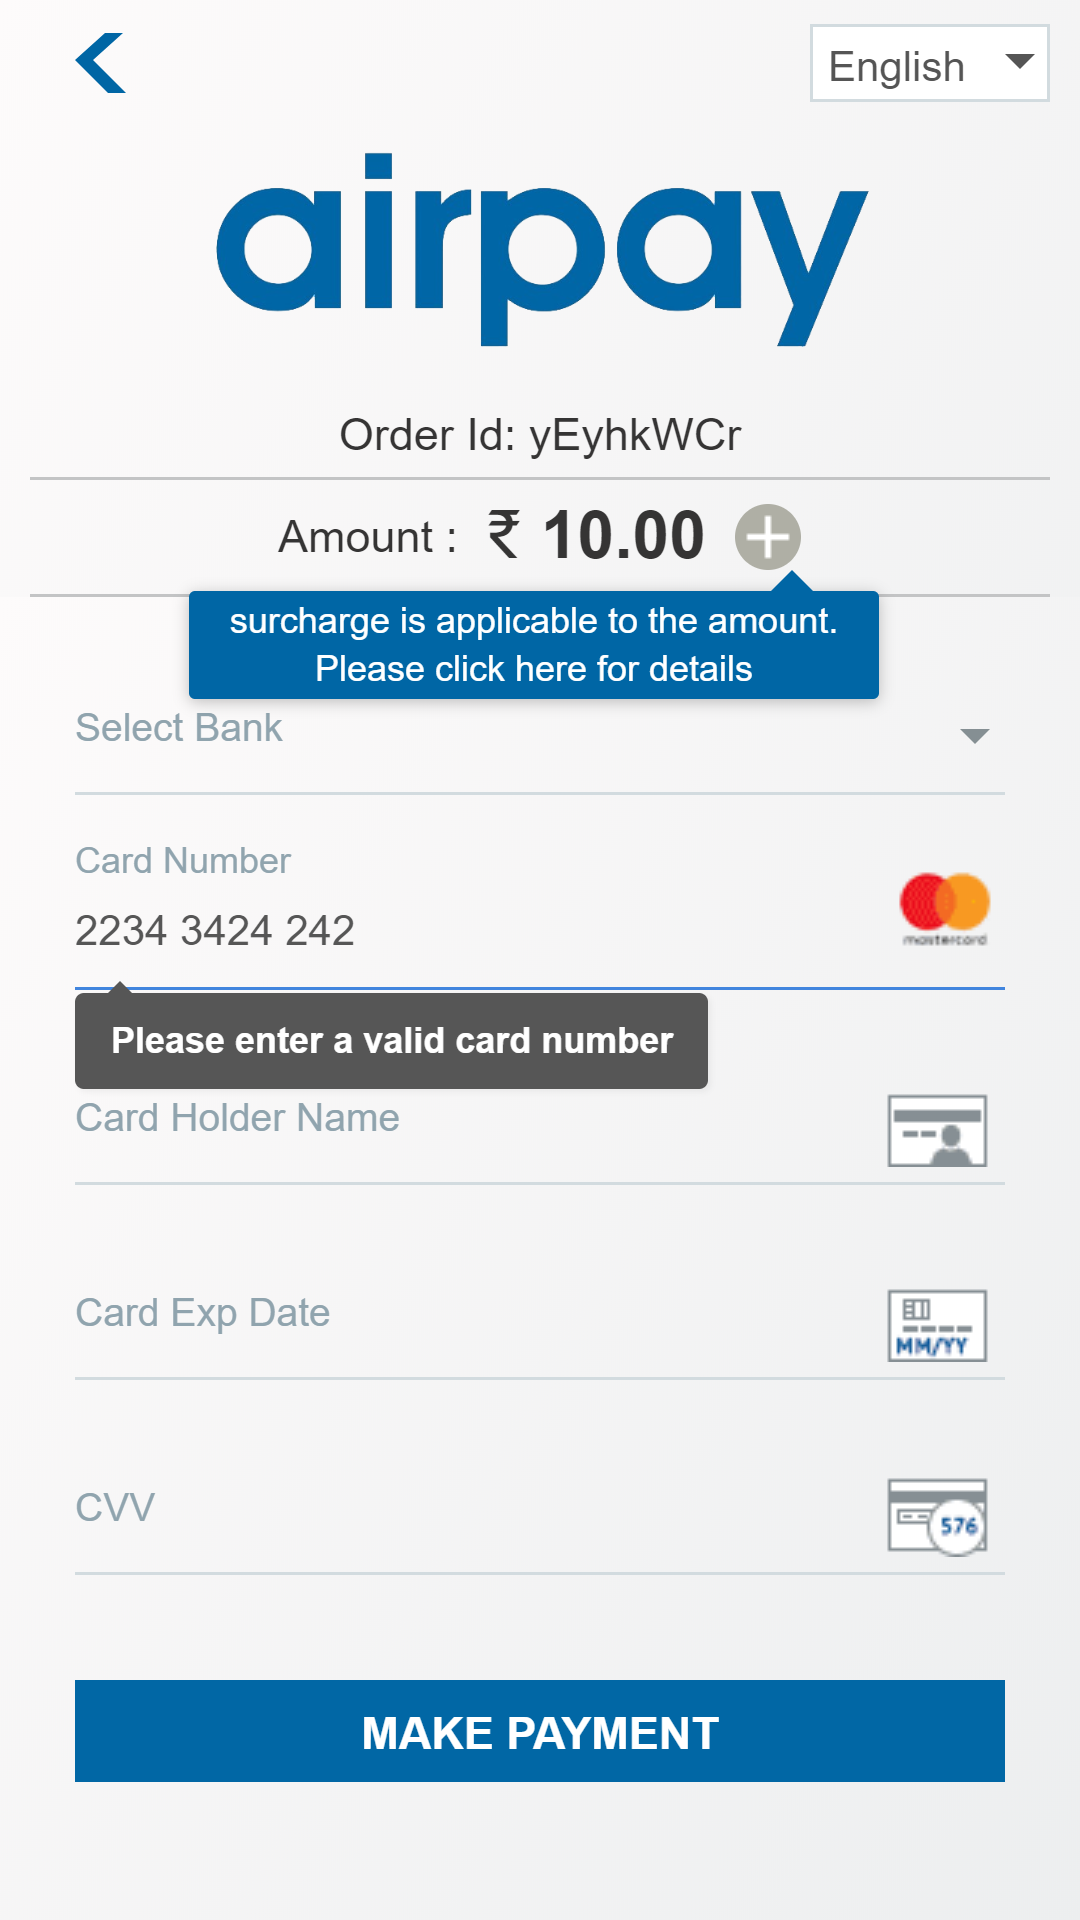 English
airpay
Order Id: yEyhkWCr
Amount : ₹ 10.00
surcharge is applicable to the amount.
Please click here for details
Select Bank
Card Number
2234 3424 242
mastercard
Please enter a valid card number
Card Holder Name
Card Exp Date
MM/YY
CVV
576
MAKE PAYMENT